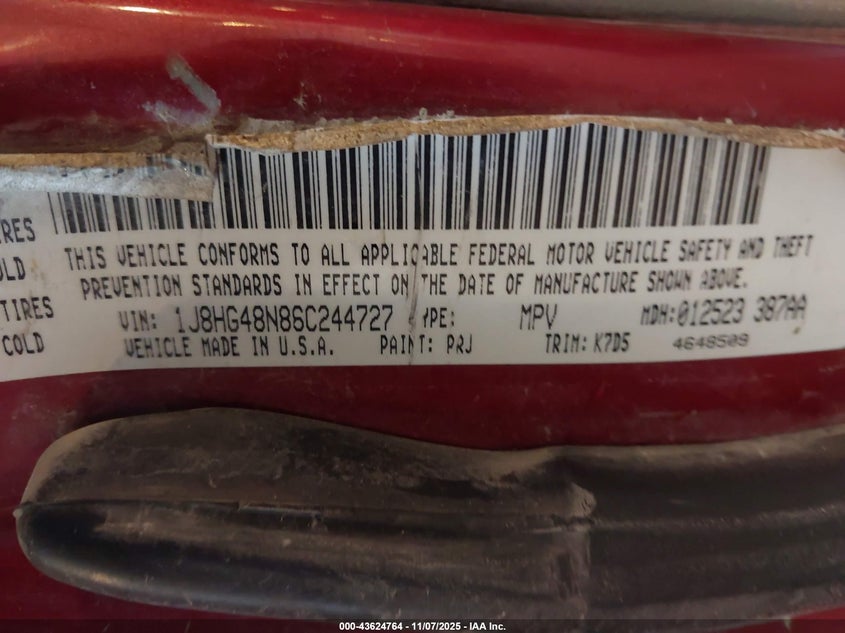 IRES
OLD
TIRES
COLD
THIS VEHICLE CONFORMS TO ALL APPLICABLE FEDERAL MOTOR VEHICLE SAFETY AND THEFT
PREVENTION STANDARDS IN EFFECT ON THE DATE OF MANUFACTURE SHOWN ABOVE.
VIN: 1J8HG48N86C244727 YPE: MPV MDH:012523 387AA
VEHICLE MADE IN U.S.A. PAINT: PRJ TRIM: K7D5 4648509
000-43624764 - 11/07/2025 - IAA Inc.